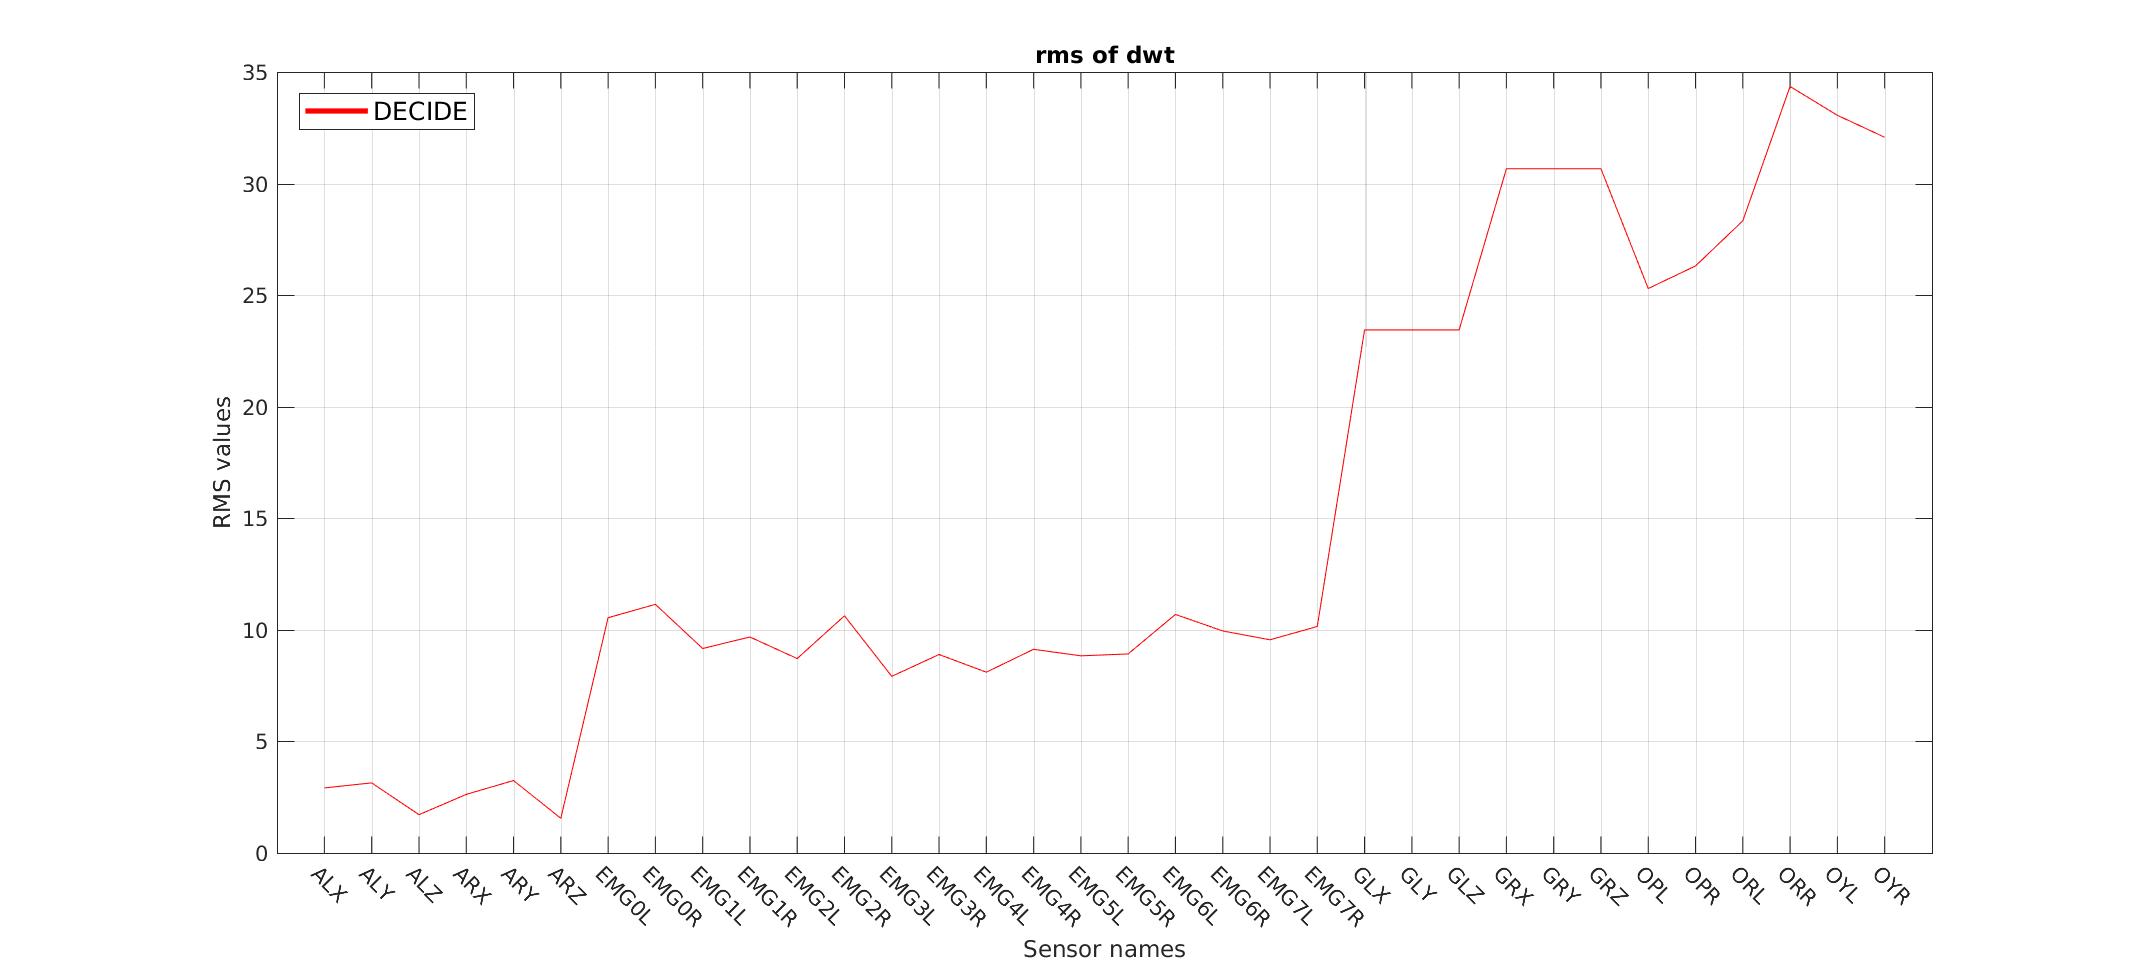 rms of dwt
DECIDE
RMS values
35
30
25
20
15
10
5
0
ALX
ALY
ALZ
ARX
ARY
ARZ
EMG0L
EMG0R
EMG1L
EMG1R
EMG2L
EMG2R
EMG3L
EMG3R
EMG4L
EMG4R
EMG5L
EMG5R
EMG6L
EMG6R
EMG7L
EMG7R
GLX
GLY
GLZ
GRX
GRY
GRZ
OPL
OPR
ORL
ORR
OYL
OYR
Sensor names